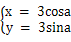 {x = 3cosa
{y = 3sina